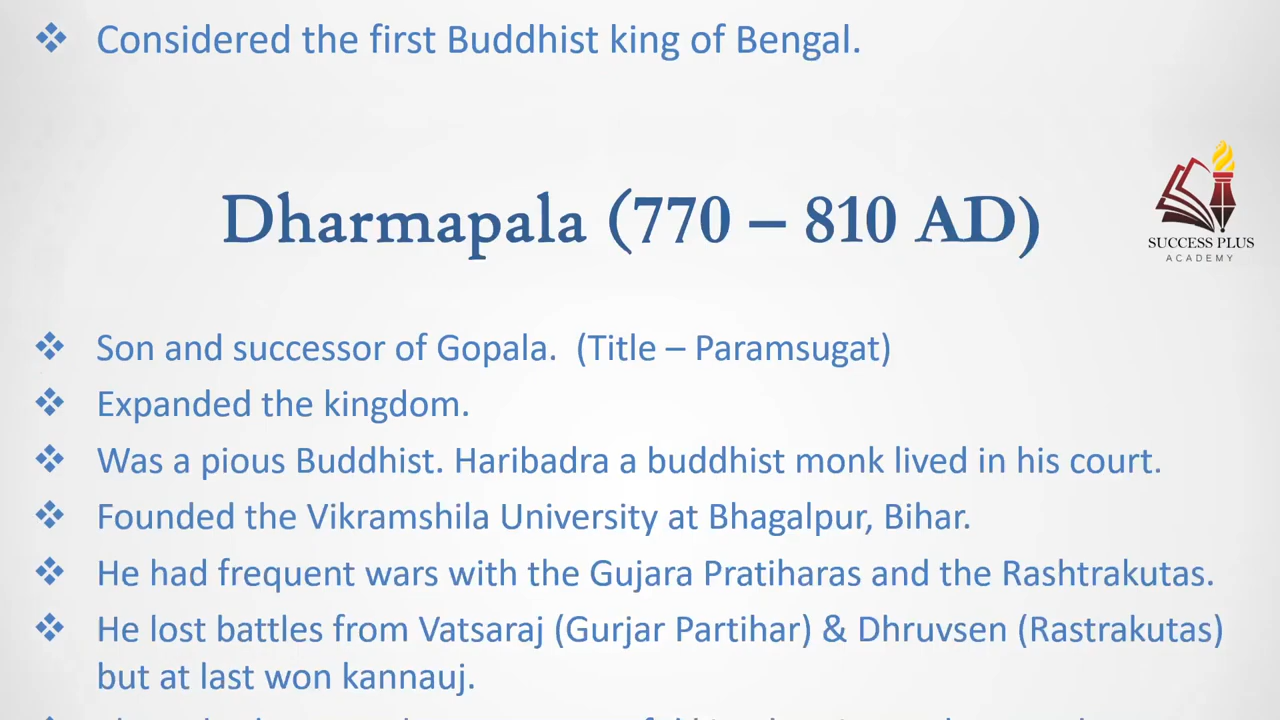 ❖ Considered the first Buddhist king of Bengal.
Dharmapala (770 – 810 AD)
SUCCESS PLUS
ACADEMY
❖ Son and successor of Gopala. (Title – Paramsugat)
❖ Expanded the kingdom.
❖ Was a pious Buddhist. Haribadra a buddhist monk lived in his court.
❖ Founded the Vikramshila University at Bhagalpur, Bihar.
❖ He had frequent wars with the Gujara Pratiharas and the Rashtrakutas.
❖ He lost battles from Vatsaraj (Gurjar Partihar) & Dhruvsen (Rastrakutas)
but at last won kannauj.